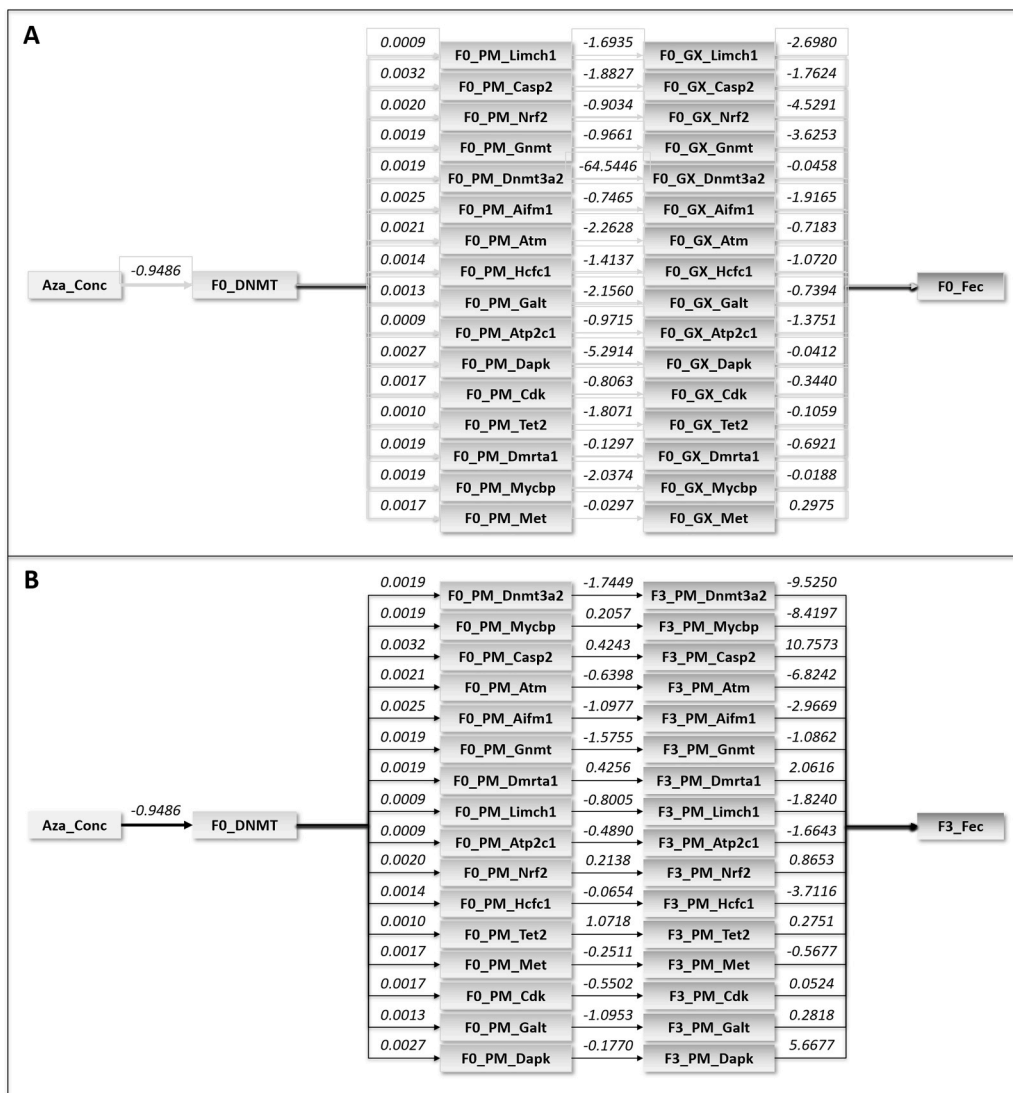 A
0.0009 -1.6935 -2.6980
F0_PM_Limch1 F0_GX_Limch1
0.0032 -1.8827 -1.7624
F0_PM_Casp2 F0_GX_Casp2
0.0020 -0.9034 -4.5291
F0_PM_Nrf2 F0_GX_Nrf2
0.0019 -0.9661 -3.6253
F0_PM_Gnmt F0_GX_Gnmt
0.0019 -64.5446 -0.0458
F0_PM_Dnmt3a2 F0_GX_Dnmt3a2
0.0025 -0.7465 -1.9165
F0_PM_Aifm1 F0_GX_Aifm1
0.0021 -2.2628 -0.7183
F0_PM_Atm F0_GX_Atm
-0.9486 0.0014 -1.4137 -1.0720
F0_PM_Hcfc1 F0_GX_Hcfc1
Aza_Conc F0_DNMT F0_Fec
0.0013 -2.1560 -0.7394
F0_PM_Galt F0_GX_Galt
0.0009 -0.9715 -1.3751
F0_PM_Atp2c1 F0_GX_Atp2c1
0.0027 -5.2914 -0.0412
F0_PM_Dapk F0_GX_Dapk
0.0017 -0.8063 -0.3440
F0_PM_Cdk F0_GX_Cdk
0.0010 -1.8071 -0.1059
F0_PM_Tet2 F0_GX_Tet2
0.0019 -0.1297 -0.6921
F0_PM_Dmrta1 F0_GX_Dmrta1
0.0019 -2.0374 -0.0188
F0_PM_Mycbp F0_GX_Mycbp
0.0017 -0.0297 0.2975
F0_PM_Met F0_GX_Met
B
0.0019 -1.7449 -9.5250
F0_PM_Dnmt3a2 F3_PM_Dnmt3a2
0.0019 0.2057 -8.4197
F0_PM_Mycbp F3_PM_Mycbp
0.0032 0.4243 10.7573
F0_PM_Casp2 F3_PM_Casp2
0.0021 -0.6398 -6.8242
F0_PM_Atm F3_PM_Atm
0.0025 -1.0977 -2.9669
F0_PM_Aifm1 F3_PM_Aifm1
0.0019 -1.5755 -1.0862
F0_PM_Gnmt F3_PM_Gnmt
0.0019 0.4256 2.0616
F0_PM_Dmrta1 F3_PM_Dmrta1
-0.9486 0.0009 -0.8005 -1.8240
F0_PM_Limch1 F3_PM_Limch1
Aza_Conc F0_DNMT F3_Fec
0.0009 -0.4890 -1.6643
F0_PM_Atp2c1 F3_PM_Atp2c1
0.0020 0.2138 0.8653
F0_PM_Nrf2 F3_PM_Nrf2
0.0014 -0.0654 -3.7116
F0_PM_Hcfc1 F3_PM_Hcfc1
0.0010 1.0718 0.2751
F0_PM_Tet2 F3_PM_Tet2
0.0017 -0.2511 -0.5677
F0_PM_Met F3_PM_Met
0.0017 -0.5502 0.0524
F0_PM_Cdk F3_PM_Cdk
0.0013 -1.0953 0.2818
F0_PM_Galt F3_PM_Galt
0.0027 -0.1770 5.6677
F0_PM_Dapk F3_PM_Dapk